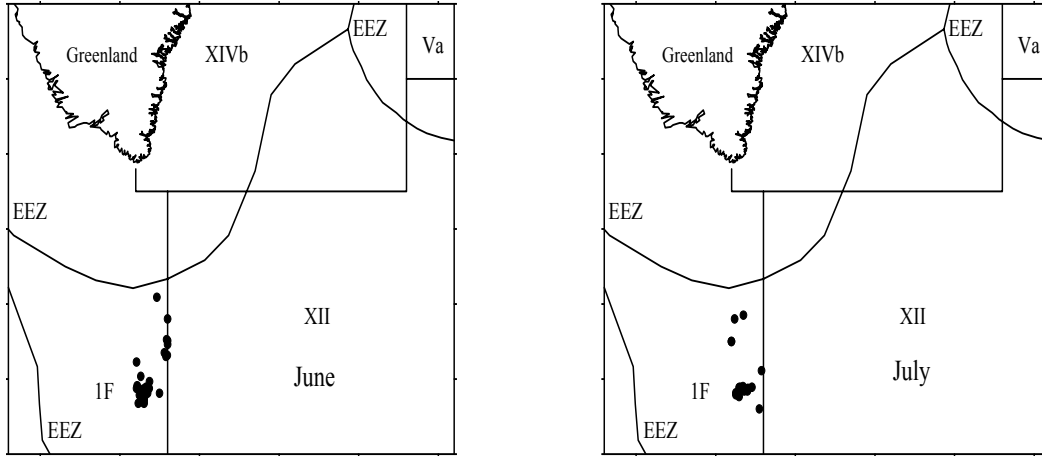 EEZ
Va
Greenland
XIVb
EEZ
XII
June
1F
EEZ
EEZ
Va
Greenland
XIVb
EEZ
XII
July
1F
EEZ